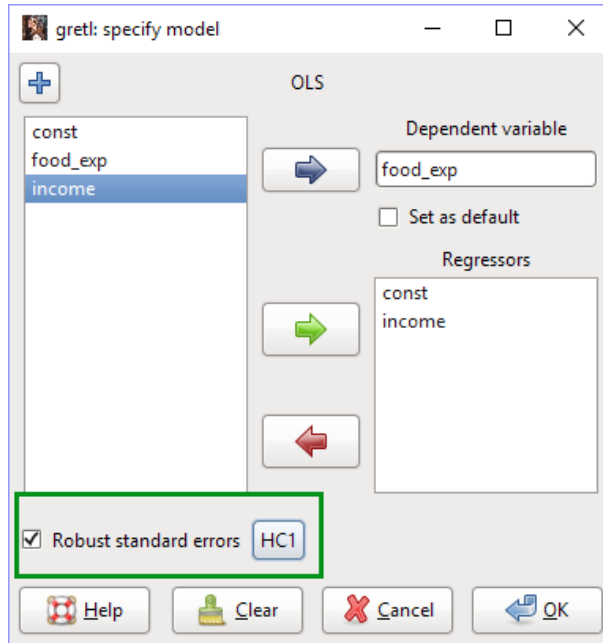 gretl: specify model
OLS
const
food_exp
income
Dependent variable
food_exp
Set as default
Regressors
const
income
Robust standard errors HC1
Help Clear Cancel OK